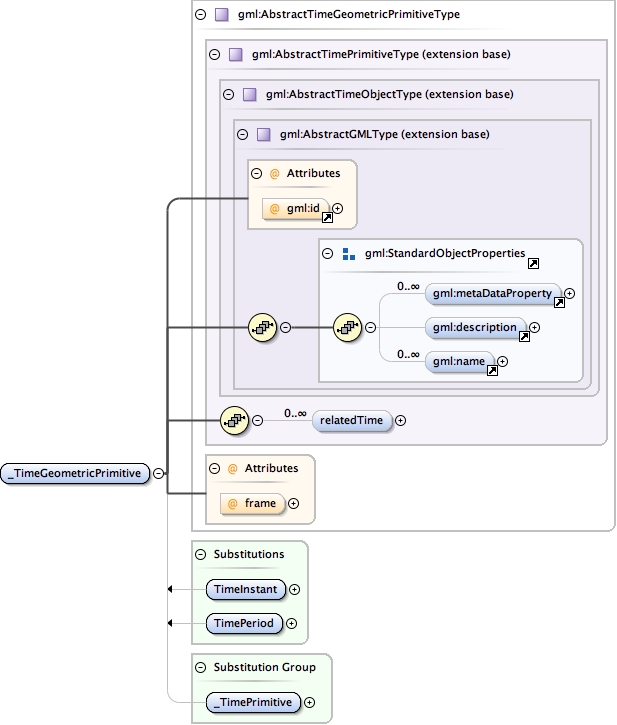 gml:AbstractTimeGeometricPrimitiveType
gml:AbstractTimePrimitiveType (extension base)
gml:AbstractTimeObjectType (extension base)
gml:AbstractGMLType (extension base)
@ Attributes
@ gml:id
gml:StandardObjectProperties
0..∞
gml:metaDataProperty
gml:description
0..∞
gml:name
0..∞
relatedTime
_TimeGeometricPrimitive
@ Attributes
@ frame
Substitutions
TimeInstant
TimePeriod
Substitution Group
_TimePrimitive